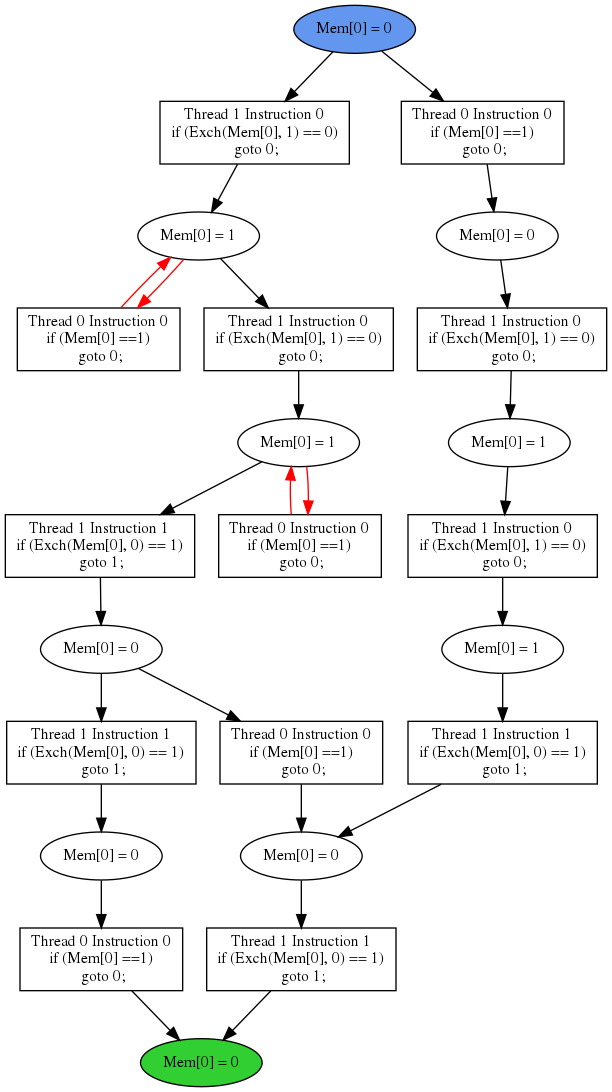 Mem[0] = 0
Thread 1 Instruction 0
if (Exch(Mem[0], 1) == 0)
goto 0;
Thread 0 Instruction 0
if (Mem[0] ==1)
goto 0;
Mem[0] = 1
Mem[0] = 0
Thread 0 Instruction 0
if (Mem[0] ==1)
goto 0;
Thread 1 Instruction 0
if (Exch(Mem[0], 1) == 0)
goto 0;
Thread 1 Instruction 0
if (Exch(Mem[0], 1) == 0)
goto 0;
Mem[0] = 1
Mem[0] = 1
Thread 1 Instruction 1
if (Exch(Mem[0], 0) == 1)
goto 1;
Thread 0 Instruction 0
if (Mem[0] ==1)
goto 0;
Thread 1 Instruction 0
if (Exch(Mem[0], 1) == 0)
goto 0;
Mem[0] = 0
Mem[0] = 1
Thread 1 Instruction 1
if (Exch(Mem[0], 0) == 1)
goto 1;
Thread 0 Instruction 0
if (Mem[0] ==1)
goto 0;
Thread 1 Instruction 1
if (Exch(Mem[0], 0) == 1)
goto 1;
Mem[0] = 0
Mem[0] = 0
Thread 0 Instruction 0
if (Mem[0] ==1)
goto 0;
Thread 1 Instruction 1
if (Exch(Mem[0], 0) == 1)
goto 1;
Mem[0] = 0